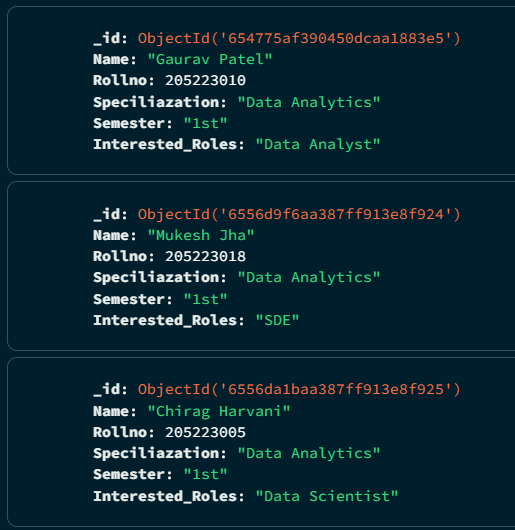 _id: ObjectId('654775af390450dcaa1883e5')
Name: "Gaurav Patel"
Rollno: 205223010
Speciliazation: "Data Analytics"
Semester: "1st"
Interested_Roles: "Data Analyst"
_id: ObjectId('6556d9f6aa387ff913e8f924')
Name: "Mukesh Jha"
Rollno: 205223018
Speciliazation: "Data Analytics"
Semester: "1st"
Interested_Roles: "SDE"
_id: ObjectId('6556da1baa387ff913e8f925')
Name: "Chirag Harvani"
Rollno: 205223005
Speciliazation: "Data Analytics"
Semester: "1st"
Interested_Roles: "Data Scientist"